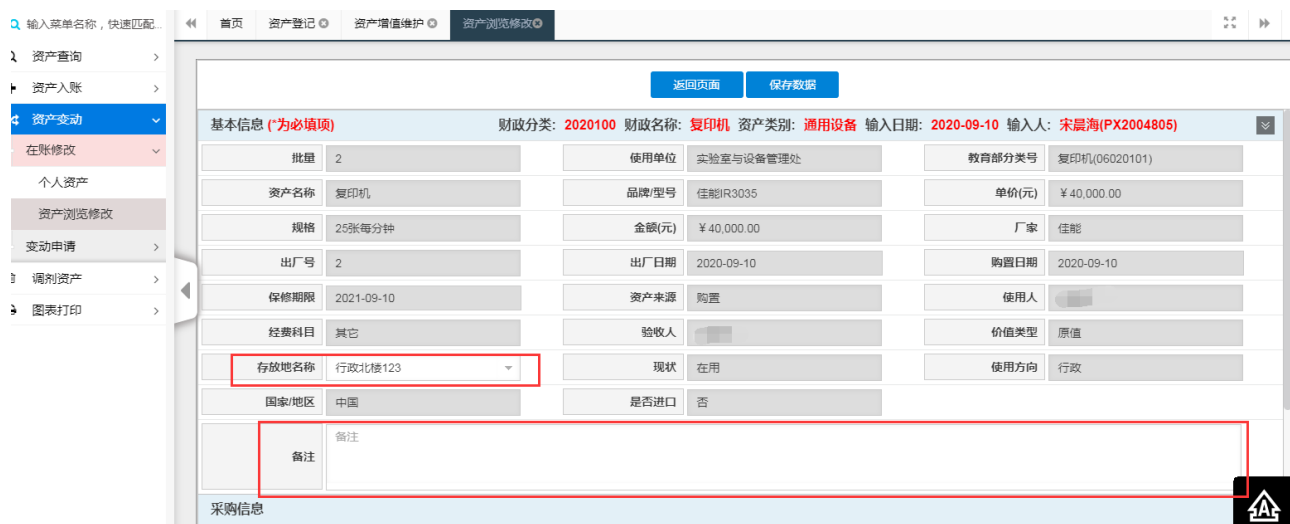 输入菜单名称，快速匹配...
首页 资产登记 资产增值维护 资产浏览修改
资产查询
资产入账
资产变动
在账修改
个人资产
资产浏览修改
变动申请
调剂资产
图表打印
返回页面 保存数据
基本信息 (*为必填项) 财政分类: 2020100 财政名称: 复印机 资产类别: 通用设备 输入日期: 2020-09-10 输入人: 宋晨海(PX2004805)
批量 2 使用单位 实验室与设备管理处 教育部分类号 复印机(06020101)
资产名称 复印机 品牌/型号 佳能IR3035 单价(元) ￥40,000.00
规格 25张每分钟 金额(元) ￥40,000.00 厂家 佳能
出厂号 2 出厂日期 2020-09-10 购置日期 2020-09-10
保修期限 2021-09-10 资产来源 购置 使用人
经费科目 其它 验收人 价值类型 原值
存放地名称 行政北楼123 现状 在用 使用方向 行政
国家/地区 中国 是否进口 否
备注 备注
采购信息